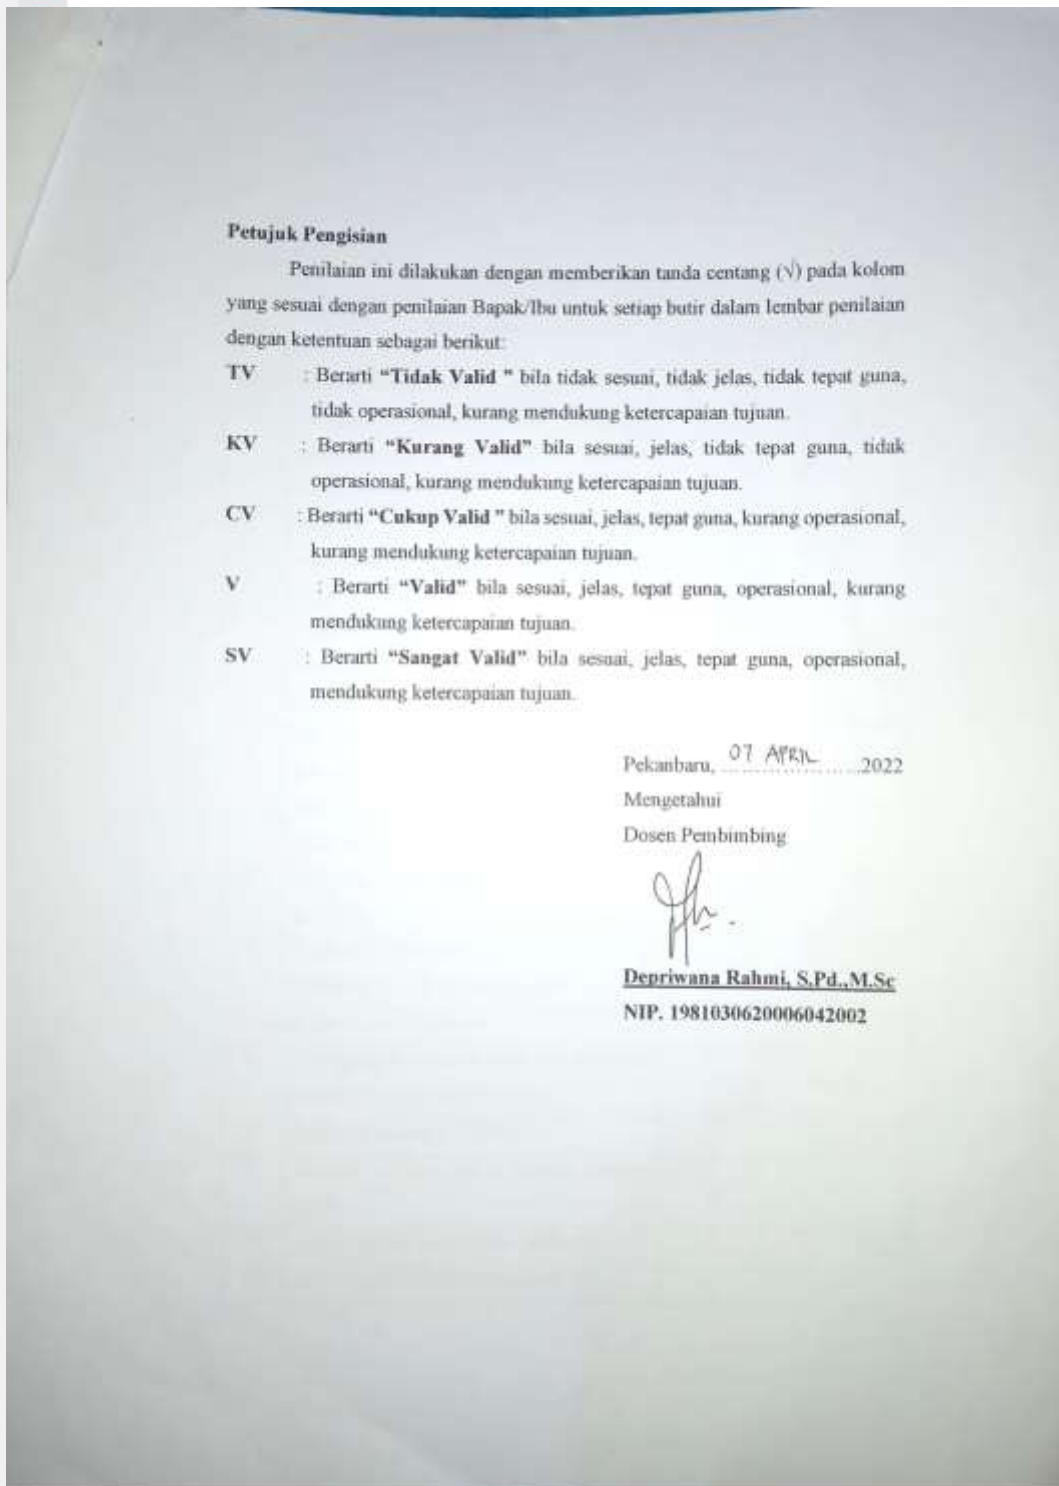 Petujuk Pengisian
Penilaian ini dilakukan dengan memberikan tanda centang (√) pada kolom
yang sesuai dengan penilaian Bapak/Ibu untuk setiap butir dalam lembar penilaian
dengan ketentuan sebagai berikut:
TV : Berarti “Tidak Valid ” bila tidak sesuai, tidak jelas, tidak tepat guna,
tidak operasional, kurang mendukung ketercapaian tujuan.
KV : Berarti “Kurang Valid” bila sesuai, jelas, tidak tepat guna, tidak
operasional, kurang mendukung ketercapaian tujuan.
CV : Berarti “Cukup Valid ” bila sesuai, jelas, tepat guna, kurang operasional,
kurang mendukung ketercapaian tujuan.
V : Berarti “Valid” bila sesuai, jelas, tepat guna, operasional, kurang
mendukung ketercapaian tujuan.
SV : Berarti “Sangat Valid” bila sesuai, jelas, tepat guna, operasional,
mendukung ketercapaian tujuan.
Pekanbaru, 07 APRIL 2022
Mengetahui
Dosen Pembimbing
Depriwana Rahmi, S.Pd.,M.Sc
NIP. 1981030620006042002